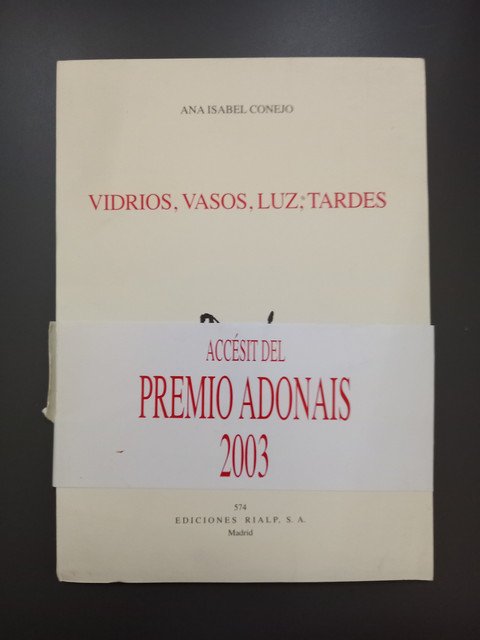 ANA ISABEL CONEJO
VIDRIOS, VASOS, LUZ, TARDES
ACCÉSIT DEL
PREMIO ADONAIS
2003
574
EDICIONES RIALP. S. A.
Madrid